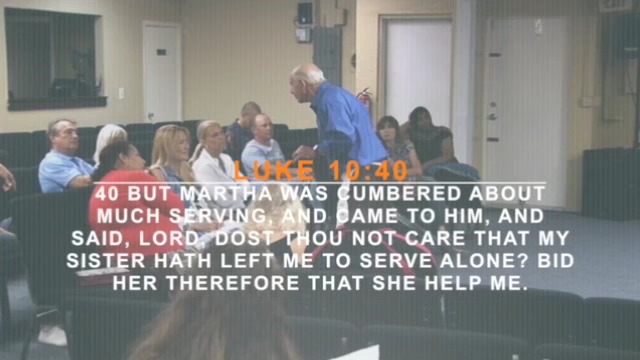 LUKE 10:40
40 BUT MARTHA WAS CUMBERED ABOUT
MUCH SERVING, AND CAME TO HIM, AND
SAID, LORD, DOST THOU NOT CARE THAT MY
SISTER HATH LEFT ME TO SERVE ALONE? BID
HER THEREFORE THAT SHE HELP ME.